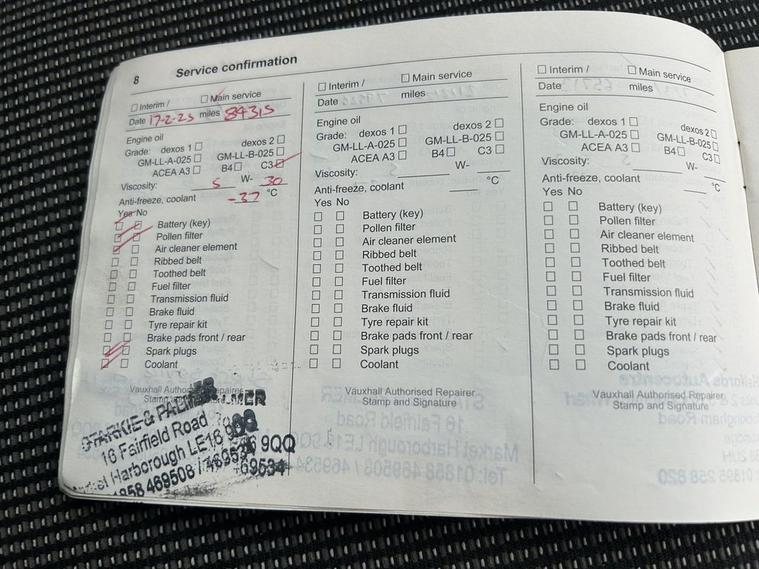 8 Service confirmation
☐ Interim / ☐ Main service
Date 17-2-23 miles 84315
Engine oil
Grade: dexos 1 ☐ dexos 2 ☐
GM-LL-A-025 ☐ GM-LL-B-025 ☐
ACEA A3 ☐ B4 ☐ C3 ☑
Viscosity: 5 W- 30
Anti-freeze, coolant -37 °C
Yes No
Battery (key)
Pollen filter
Air cleaner element
Ribbed belt
Toothed belt
Fuel filter
Transmission fluid
Brake fluid
Tyre repair kit
Brake pads front / rear
Spark plugs
Coolant
Vauxhall Authorised Repairer
STARKIE & PALMER
16 Fairfield Road
Harborough LE16 9QQ
858 469508 / 469534
☐ Interim / ☐ Main service
Date miles
Engine oil
Grade: dexos 1 ☐ dexos 2 ☐
GM-LL-A-025 ☐ GM-LL-B-025 ☐
ACEA A3 ☐ B4 ☐ C3 ☐
Viscosity: W-
Anti-freeze, coolant °C
Yes No
☐ ☐ Battery (key)
☐ ☐ Pollen filter
☐ ☐ Air cleaner element
☐ ☐ Ribbed belt
☐ ☐ Toothed belt
☐ ☐ Fuel filter
☐ ☐ Transmission fluid
☐ ☐ Brake fluid
☐ ☐ Tyre repair kit
☐ ☐ Brake pads front / rear
☐ ☐ Spark plugs
☐ ☐ Coolant
Vauxhall Authorised Repairer
Stamp and Signature
☐ Interim / ☐ Main service
Date miles
Engine oil
Grade: dexos 1 ☐ dexos 2 ☐
GM-LL-A-025 ☐ GM-LL-B-025 ☐
ACEA A3 ☐ B4 ☐ C3 ☐
Viscosity: W-
Anti-freeze, coolant °C
Yes No
☐ ☐ Battery (key)
☐ ☐ Pollen filter
☐ ☐ Air cleaner element
☐ ☐ Ribbed belt
☐ ☐ Toothed belt
☐ ☐ Fuel filter
☐ ☐ Transmission fluid
☐ ☐ Brake fluid
☐ ☐ Tyre repair kit
☐ ☐ Brake pads front / rear
☐ ☐ Spark plugs
☐ ☐ Coolant
Vauxhall Authorised Repairer
Stamp and Signature